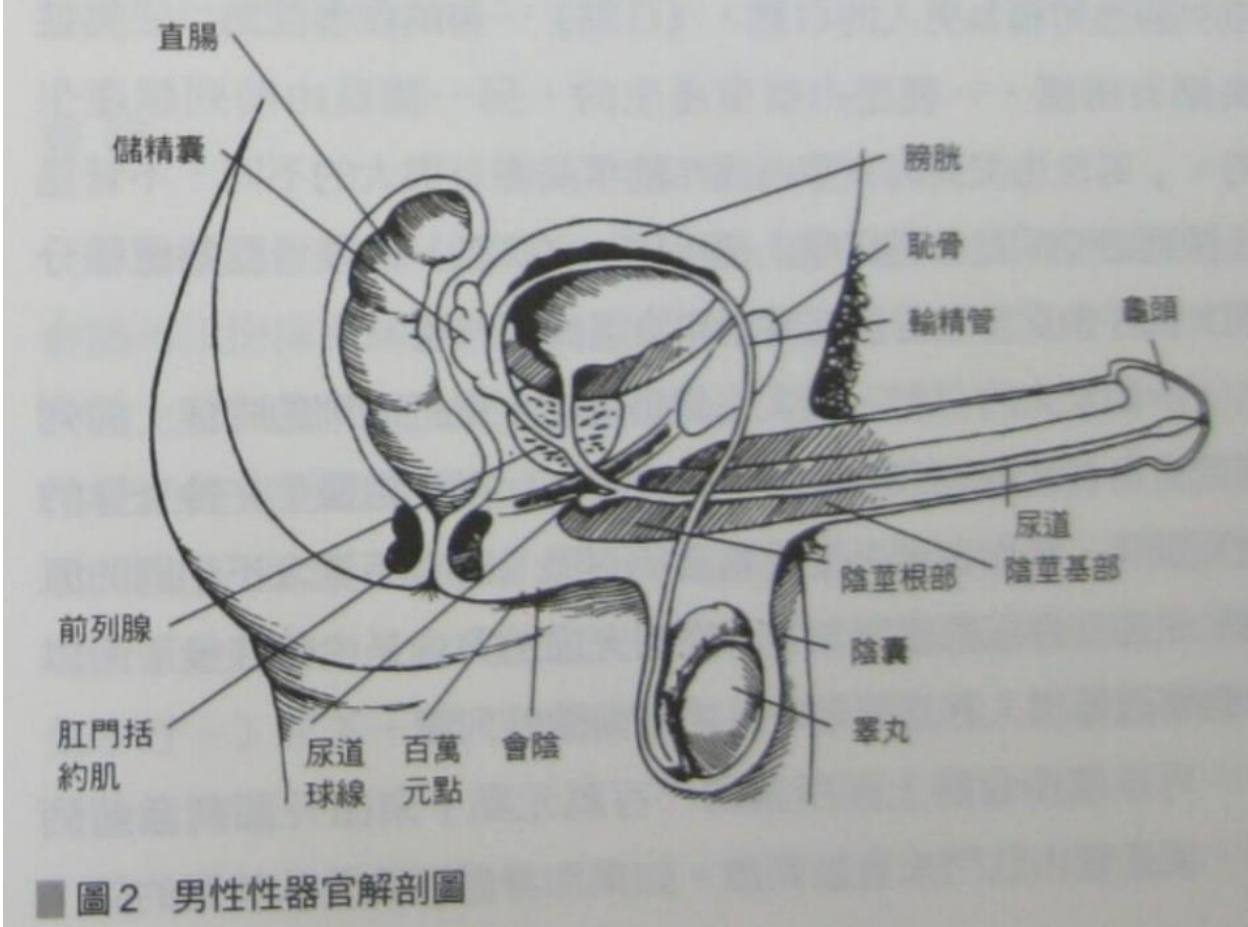 直腸
儲精囊
膀胱
恥骨
輸精管
龜頭
尿道
陰莖基部
陰莖根部
陰囊
睪丸
前列腺
肛門括
約肌
尿道
球線
百萬
元點
會陰
圖2 男性性器官解剖圖